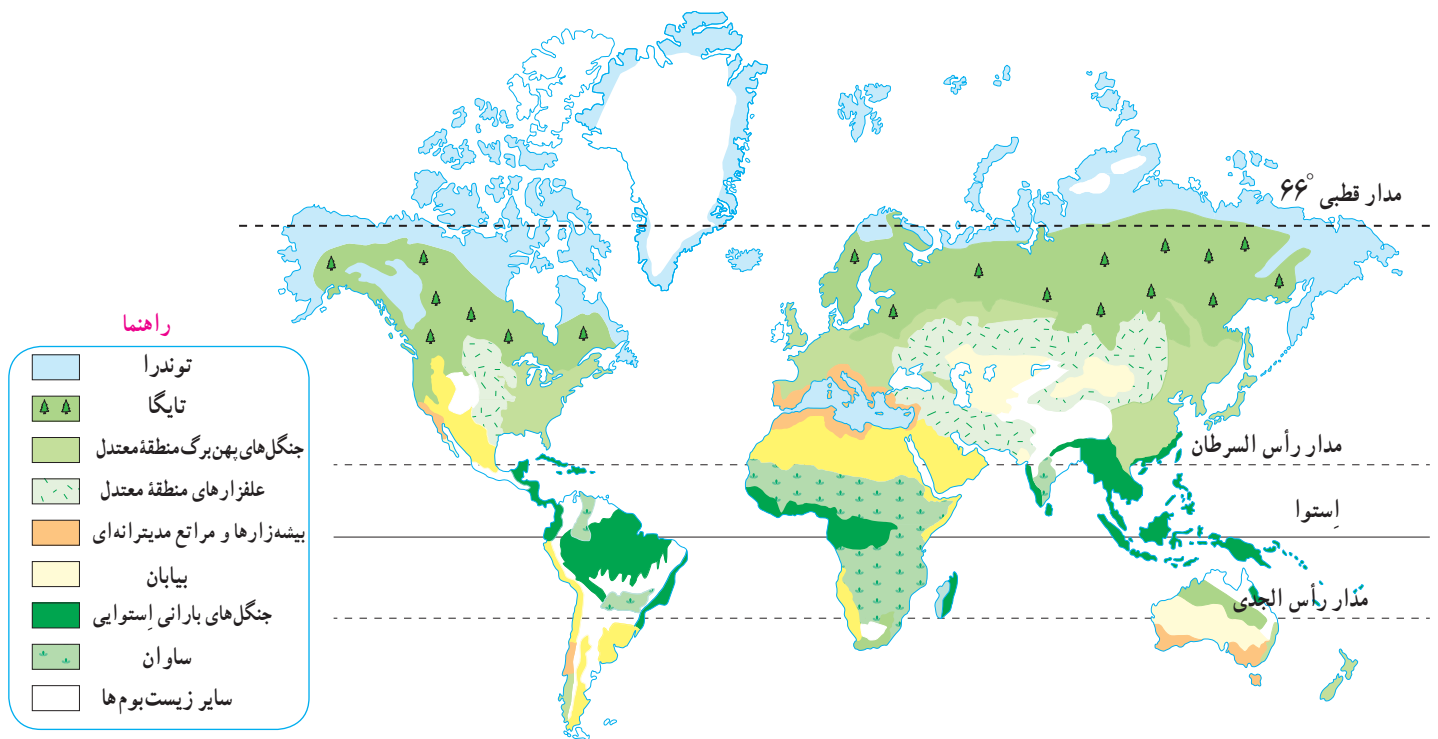 مدار قطبی ۶۶°
راهنما
توندرا
تایگا
جنگل‌های پهن‌برگ منطقهٔ معتدل
علفزارهای منطقهٔ معتدل
بیشه‌زارها و مراتع مدیترانه‌ای
بیابان
جنگل‌های بارانی اِستوایی
ساوان
سایر زیست‌بوم‌ها
مدار رأس السرطان
اِستوا
مدار رأس الجدی